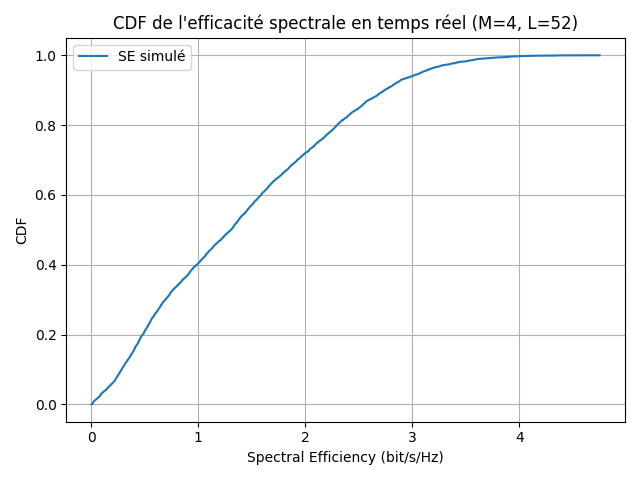 CDF de l'efficacité spectrale en temps réel (M=4, L=52)
SE simulé
1.0
0.8
0.6
0.4
0.2
0.0
CDF
0 1 2 3 4
Spectral Efficiency (bit/s/Hz)